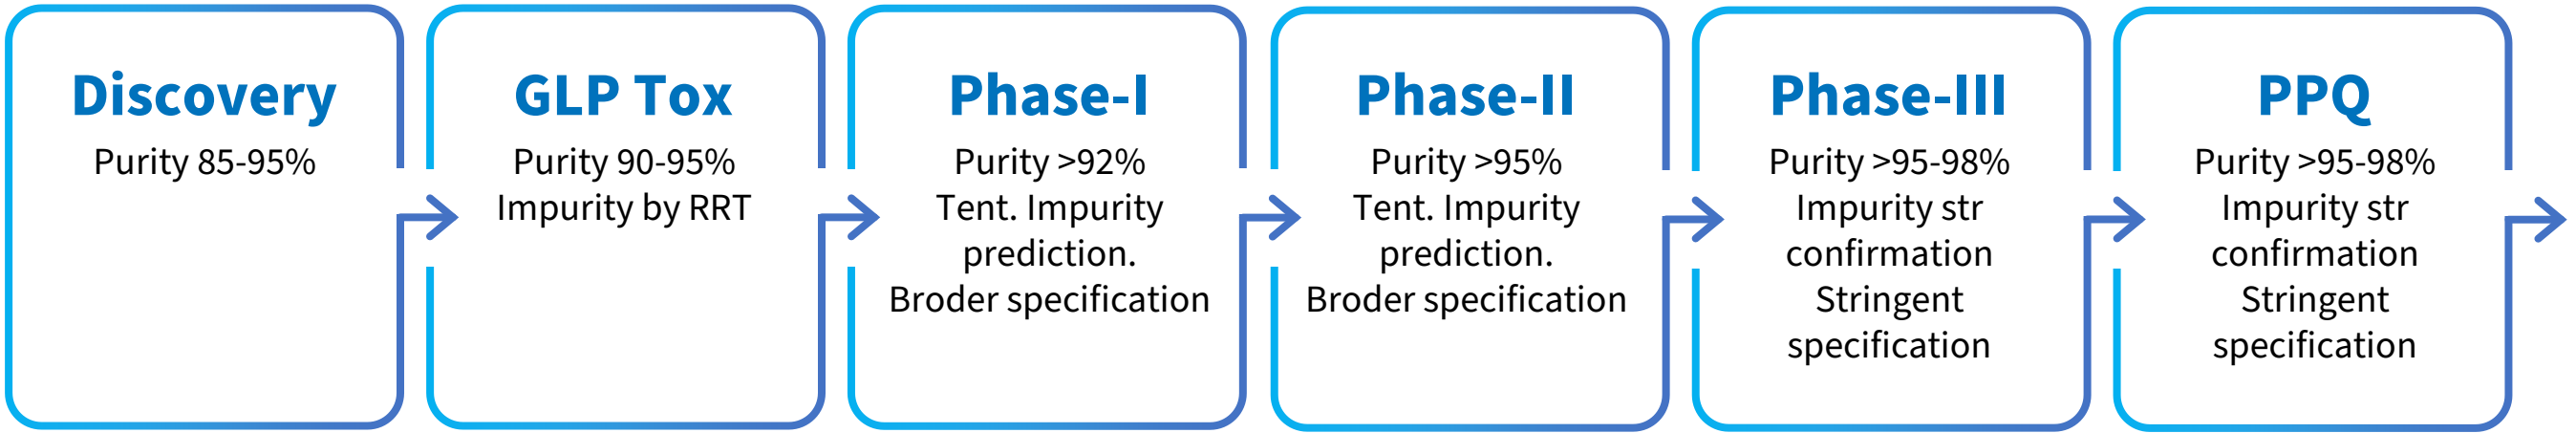 Discovery
Purity 85-95%
GLP Tox
Purity 90-95%
Impurity by RRT
Phase-I
Purity >92%
Tent. Impurity
prediction.
Broder specification
Phase-II
Purity >95%
Tent. Impurity
prediction.
Broder specification
Phase-III
Purity >95-98%
Impurity str
confirmation
Stringent
specification
PPQ
Purity >95-98%
Impurity str
confirmation
Stringent
specification